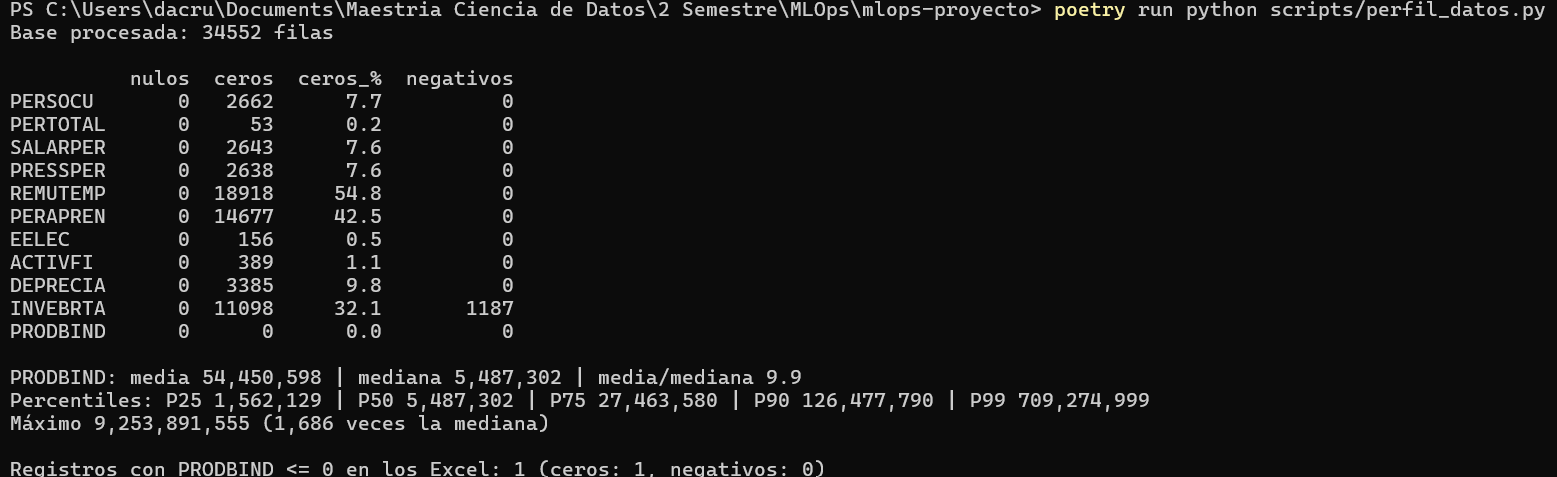 PS C:\Users\dacru\Documents\Maestria Ciencia de Datos\2 Semestre\MLOps\mlops-proyecto> poetry run python scripts/perfil_datos.py
Base procesada: 34552 filas
nulos ceros ceros_% negativos
PERSOCU 0 2662 7.7 0
PERTOTAL 0 53 0.2 0
SALARPER 0 2643 7.6 0
PRESSPER 0 2638 7.6 0
REMUTEMP 0 18918 54.8 0
PERAPREN 0 14677 42.5 0
EELEC 0 156 0.5 0
ACTIVFI 0 389 1.1 0
DEPRECIA 0 3385 9.8 0
INVEBRTA 0 11098 32.1 1187
PRODBIND 0 0 0.0 0
PRODBIND: media 54,450,598 | mediana 5,487,302 | media/mediana 9.9
Percentiles: P25 1,562,129 | P50 5,487,302 | P75 27,463,580 | P90 126,477,790 | P99 709,274,999
Máximo 9,253,891,555 (1,686 veces la mediana)
Registros con PRODBIND <= 0 en los Excel: 1 (ceros: 1, negativos: 0)